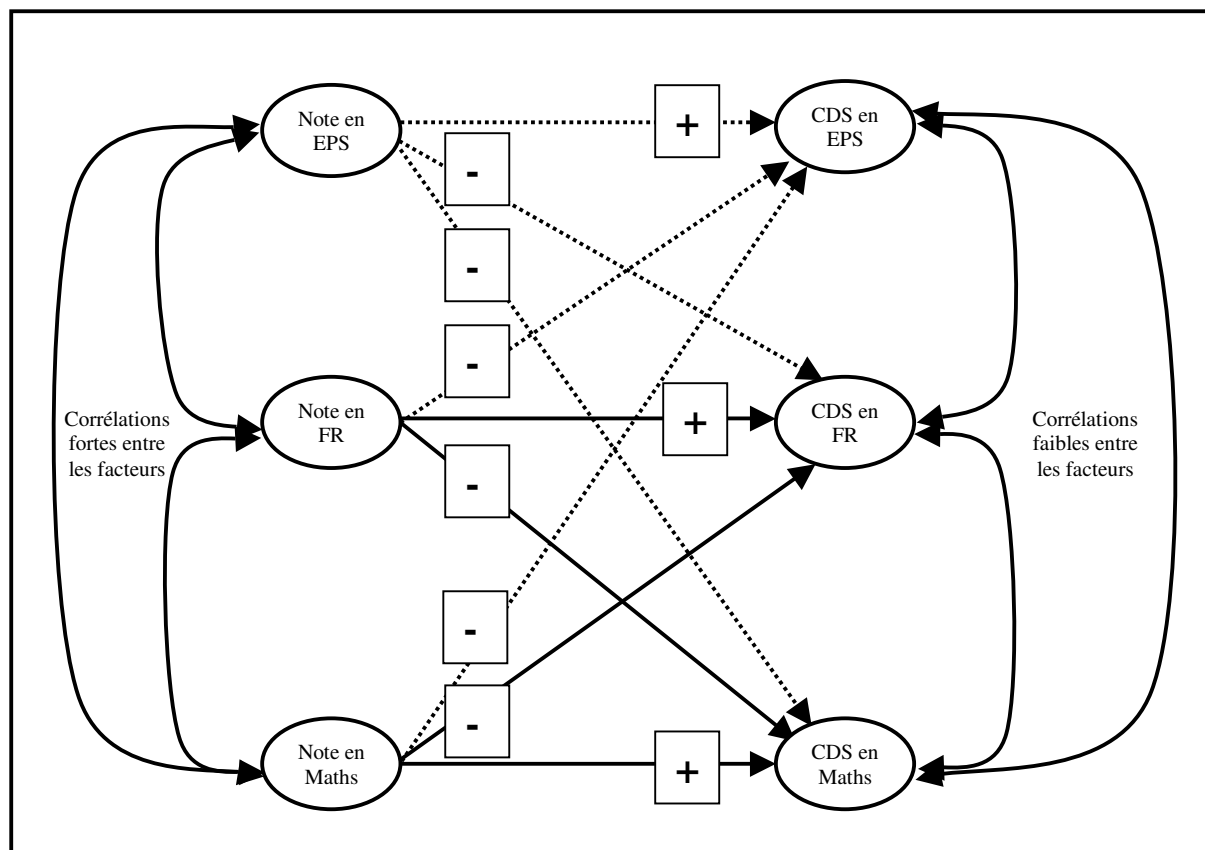 Note en
EPS
+
CDS en
EPS
-
-
-
Note en
FR
+
CDS en
FR
Corrélations
fortes entre
les facteurs
Corrélations
faibles entre
les facteurs
-
-
-
Note en
Maths
+
CDS en
Maths